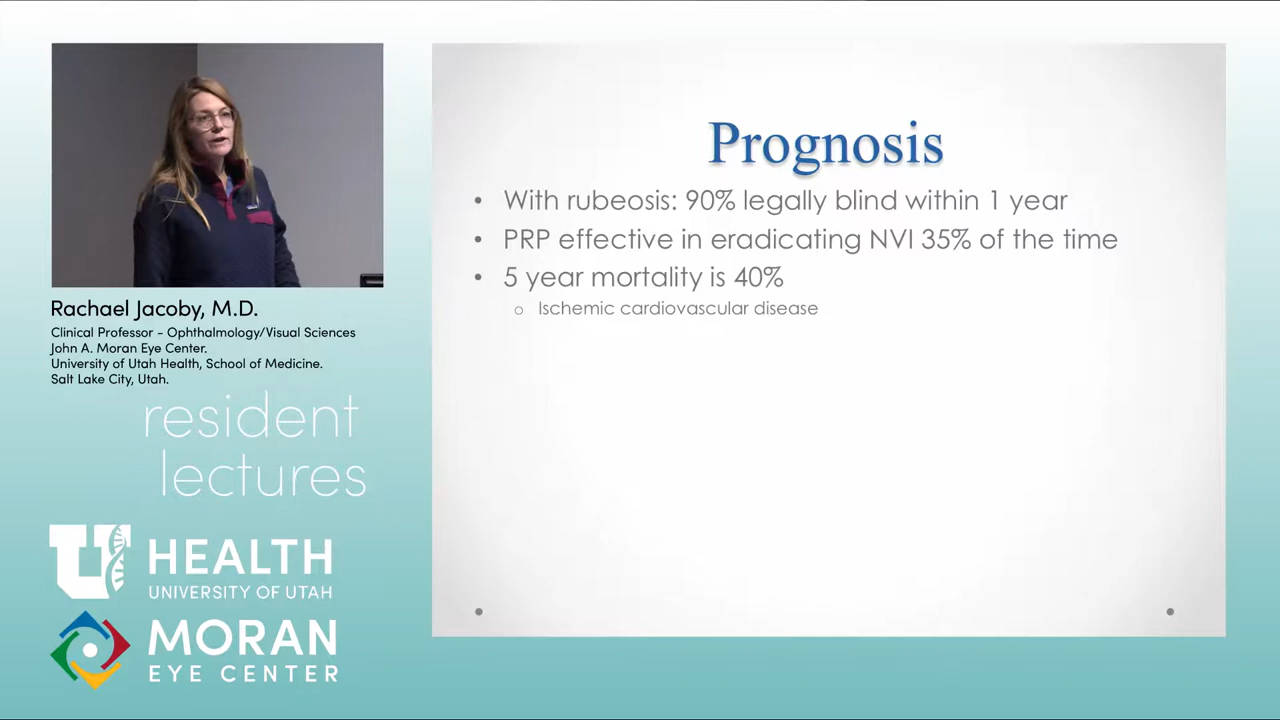 Rachael Jacoby, M.D.
Clinical Professor - Ophthalmology/Visual Sciences
John A. Moran Eye Center.
University of Utah Health, School of Medicine.
Salt Lake City, Utah.
resident
lectures
U HEALTH
UNIVERSITY OF UTAH
MORAN
EYE CENTER
Prognosis
• With rubeosis: 90% legally blind within 1 year
• PRP effective in eradicating NVI 35% of the time
• 5 year mortality is 40%
o Ischemic cardiovascular disease